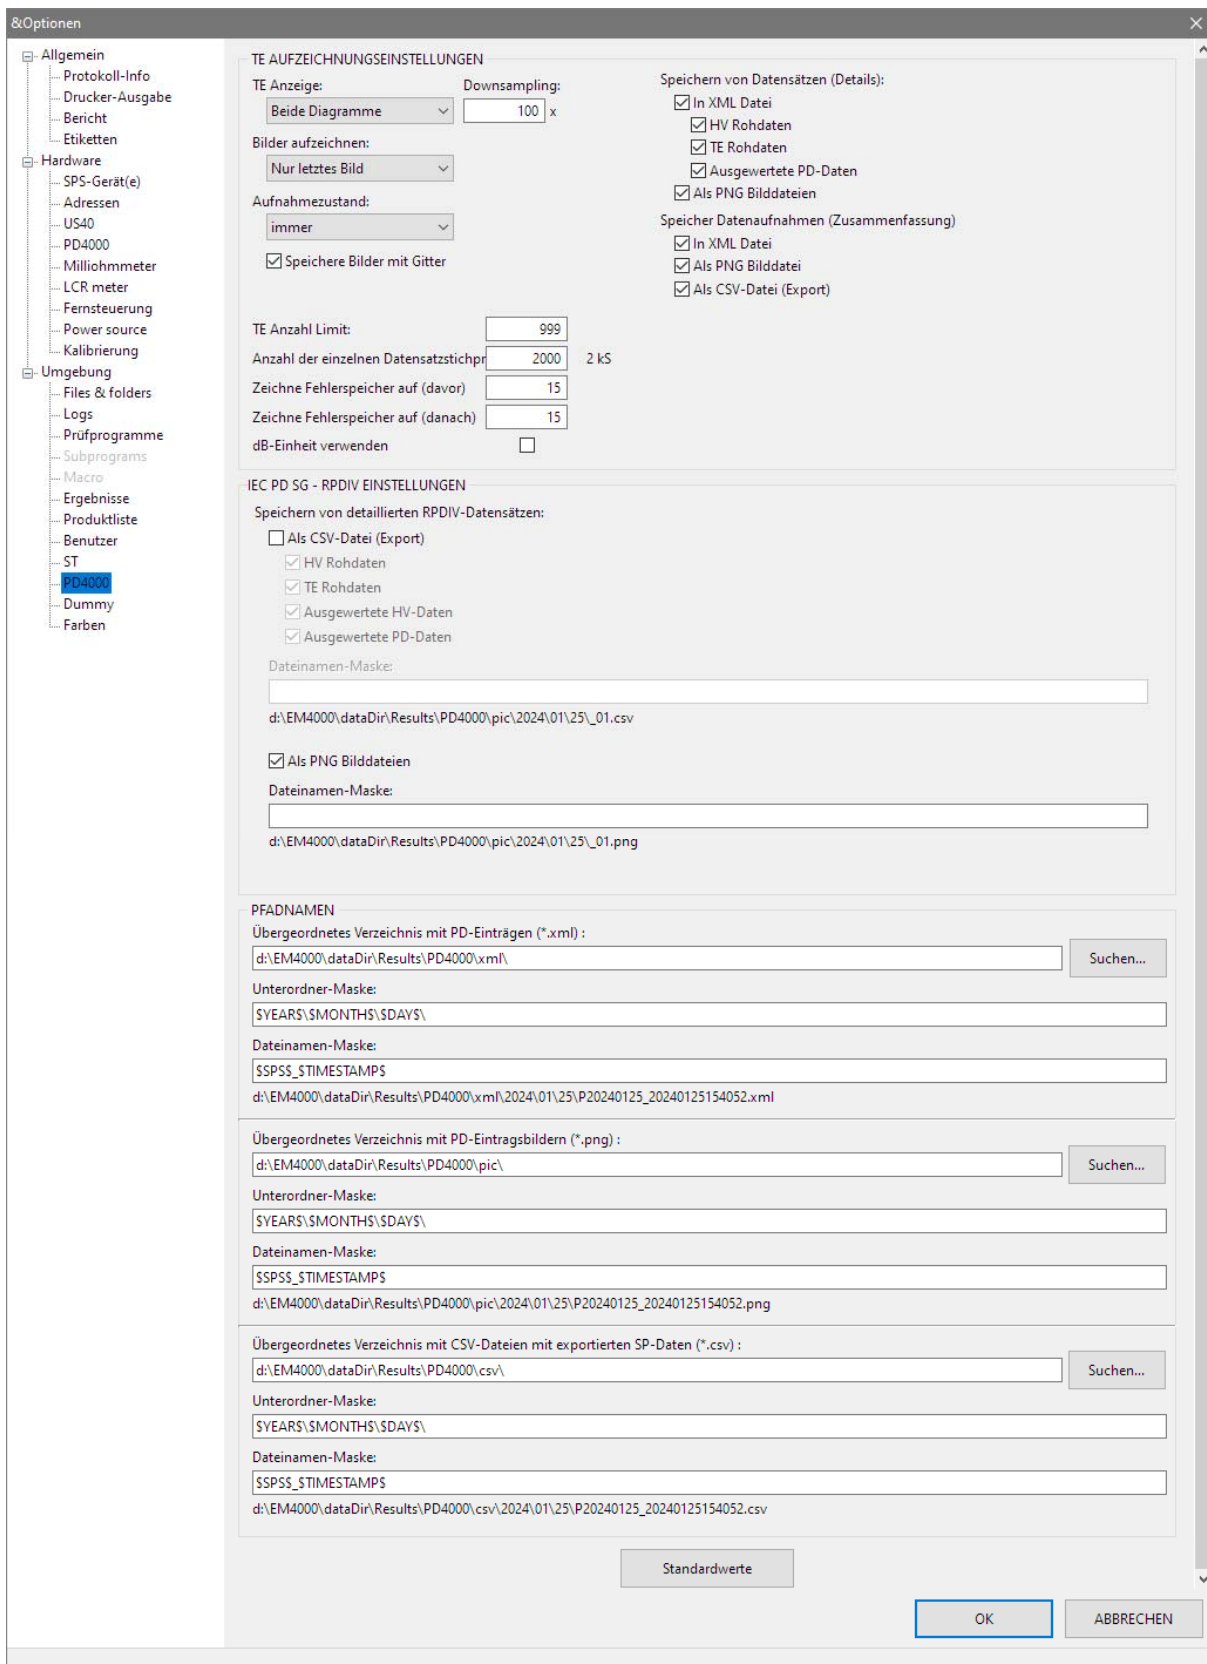 &Optionen
Allgemein
Protokoll-Info
Drucker-Ausgabe
Bericht
Etiketten
Hardware
SPS-Gerät(e)
Adressen
US40
PD4000
Milliohmmeter
LCR meter
Fernsteuerung
Power source
Kalibrierung
Umgebung
Files & folders
Logs
Prüfprogramme
Subprograms
Macro
Ergebnisse
Produktliste
Benutzer
ST
PD4000
Dummy
Farben
TE AUFZEICHNUNGSEINSTELLUNGEN
TE Anzeige: Downsampling:
Beide Diagramme 100 x
Bilder aufzeichnen:
Nur letztes Bild
Aufnahmezustand:
immer
Speichere Bilder mit Gitter
Speichern von Datensätzen (Details):
In XML Datei
HV Rohdaten
TE Rohdaten
Ausgewertete PD-Daten
Als PNG Bilddateien
Speicher Datenaufnahmen (Zusammenfassung)
In XML Datei
Als PNG Bilddatei
Als CSV-Datei (Export)
TE Anzahl Limit: 999
Anzahl der einzelnen Datensatzstichpr 2000 2 kS
Zeichne Fehlerspeicher auf (davor) 15
Zeichne Fehlerspeicher auf (danach) 15
dB-Einheit verwenden
IEC PD SG - RPDIV EINSTELLUNGEN
Speichern von detaillierten RPDIV-Datensätzen:
Als CSV-Datei (Export)
HV Rohdaten
TE Rohdaten
Ausgewertete HV-Daten
Ausgewertete PD-Daten
Dateinamen-Maske:
d:\EM4000\dataDir\Results\PD4000\pic\2024\01\25\_01.csv
Als PNG Bilddateien
Dateinamen-Maske:
d:\EM4000\dataDir\Results\PD4000\pic\2024\01\25\_01.png
PFADNAMEN
Übergeordnetes Verzeichnis mit PD-Einträgen (*.xml) :
d:\EM4000\dataDir\Results\PD4000\xml\ Suchen...
Unterordner-Maske:
$YEAR$\$MONTH$\$DAY$\
Dateinamen-Maske:
$SPS$_$TIMESTAMP$
d:\EM4000\dataDir\Results\PD4000\xml\2024\01\25\P20240125_20240125154052.xml
Übergeordnetes Verzeichnis mit PD-Eintragsbildern (*.png) :
d:\EM4000\dataDir\Results\PD4000\pic\ Suchen...
Unterordner-Maske:
$YEAR$\$MONTH$\$DAY$\
Dateinamen-Maske:
$SPS$_$TIMESTAMP$
d:\EM4000\dataDir\Results\PD4000\pic\2024\01\25\P20240125_20240125154052.png
Übergeordnetes Verzeichnis mit CSV-Dateien mit exportierten SP-Daten (*.csv) :
d:\EM4000\dataDir\Results\PD4000\csv\ Suchen...
Unterordner-Maske:
$YEAR$\$MONTH$\$DAY$\
Dateinamen-Maske:
$SPS$_$TIMESTAMP$
d:\EM4000\dataDir\Results\PD4000\csv\2024\01\25\P20240125_20240125154052.csv
Standardwerte
OK ABBRECHEN